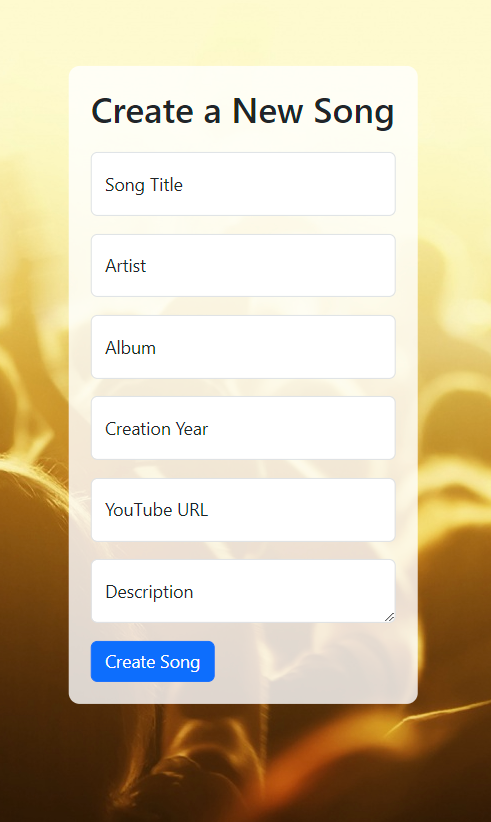 Create a New Song
Song Title
Artist
Album
Creation Year
YouTube URL
Description
Create Song